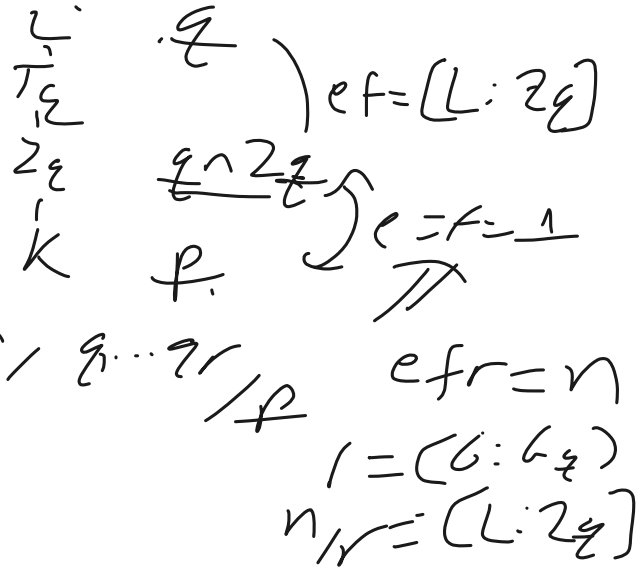 L q
T_q
Z_q q ∩ Z_q
K p
ef = [L : Z_q]
e = f = 1
q_1 ... q_r / p
efr = n
r = (G : G_q)
n/r = [L : Z_q]